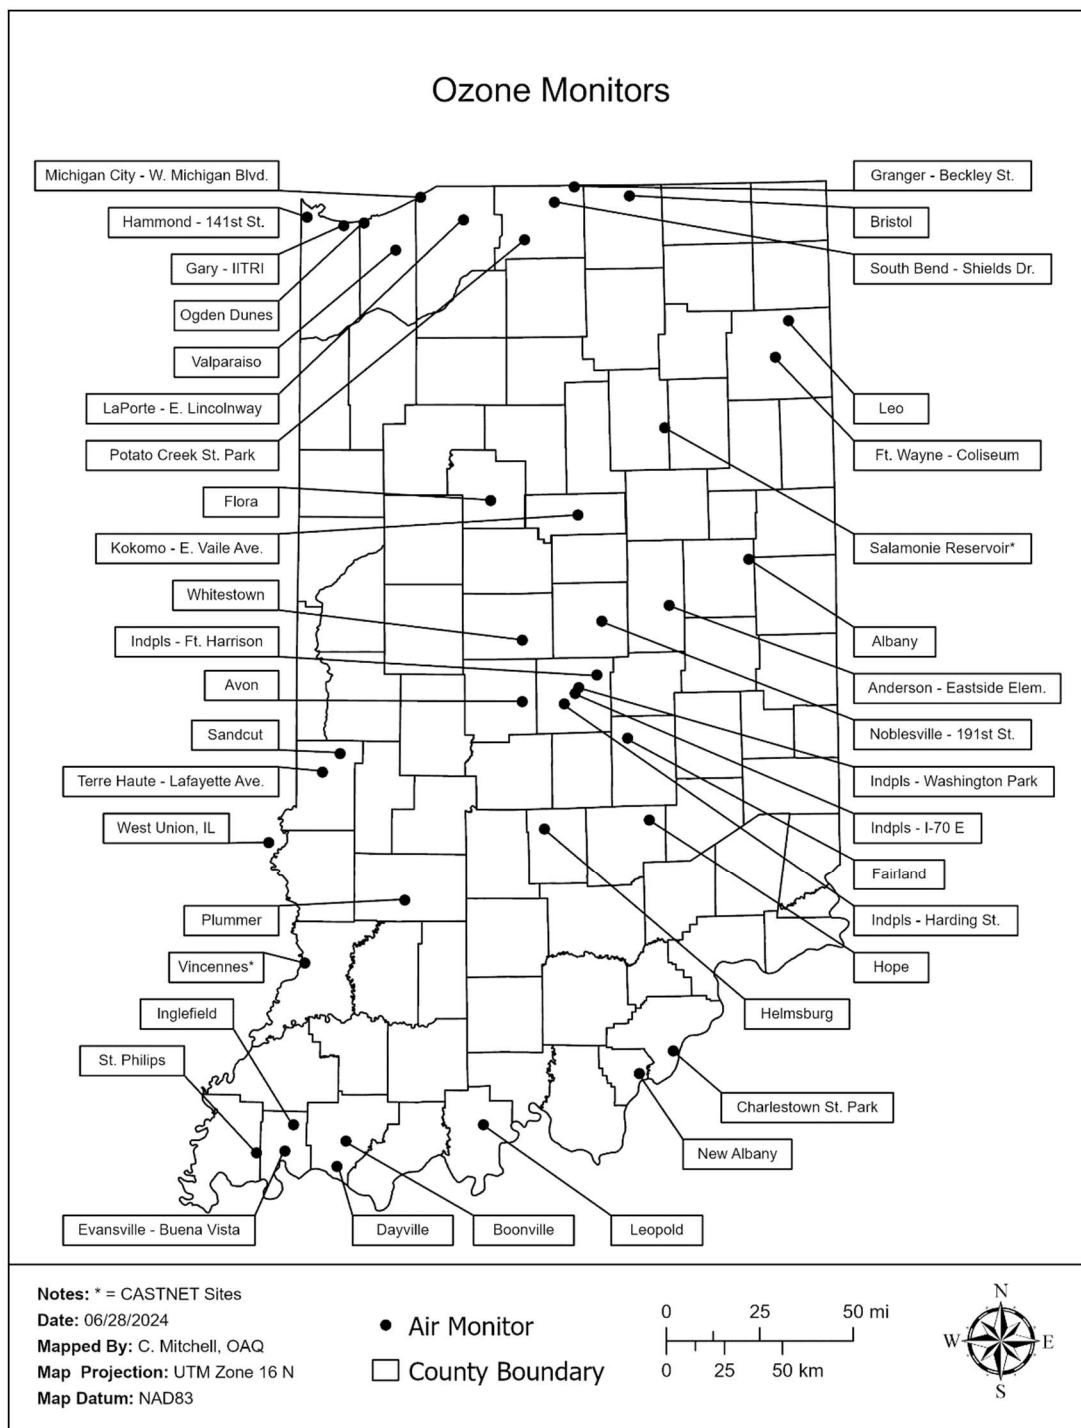 Ozone Monitors
Michigan City - W. Michigan Blvd.
Granger - Beckley St.
Hammond - 141st St.
Bristol
Gary - IITRI
South Bend - Shields Dr.
Ogden Dunes
Valparaiso
LaPorte - E. Lincolnway
Leo
Potato Creek St. Park
Ft. Wayne - Coliseum
Flora
Kokomo - E. Vaile Ave.
Salamonie Reservoir*
Whitestown
Indpls - Ft. Harrison
Albany
Avon
Anderson - Eastside Elem.
Sandcut
Noblesville - 191st St.
Terre Haute - Lafayette Ave.
Indpls - Washington Park
West Union, IL
Indpls - I-70 E
Fairland
Plummer
Indpls - Harding St.
Vincennes*
Hope
Inglefield
Helmsburg
St. Philips
Charlestown St. Park
New Albany
Evansville - Buena Vista
Dayville
Boonville
Leopold
Notes: * = CASTNET Sites
Date: 06/28/2024
Mapped By: C. Mitchell, OAQ
Map Projection: UTM Zone 16 N
Map Datum: NAD83
Air Monitor
County Boundary
0 25 50 mi
0 25 50 km
N
W E
S